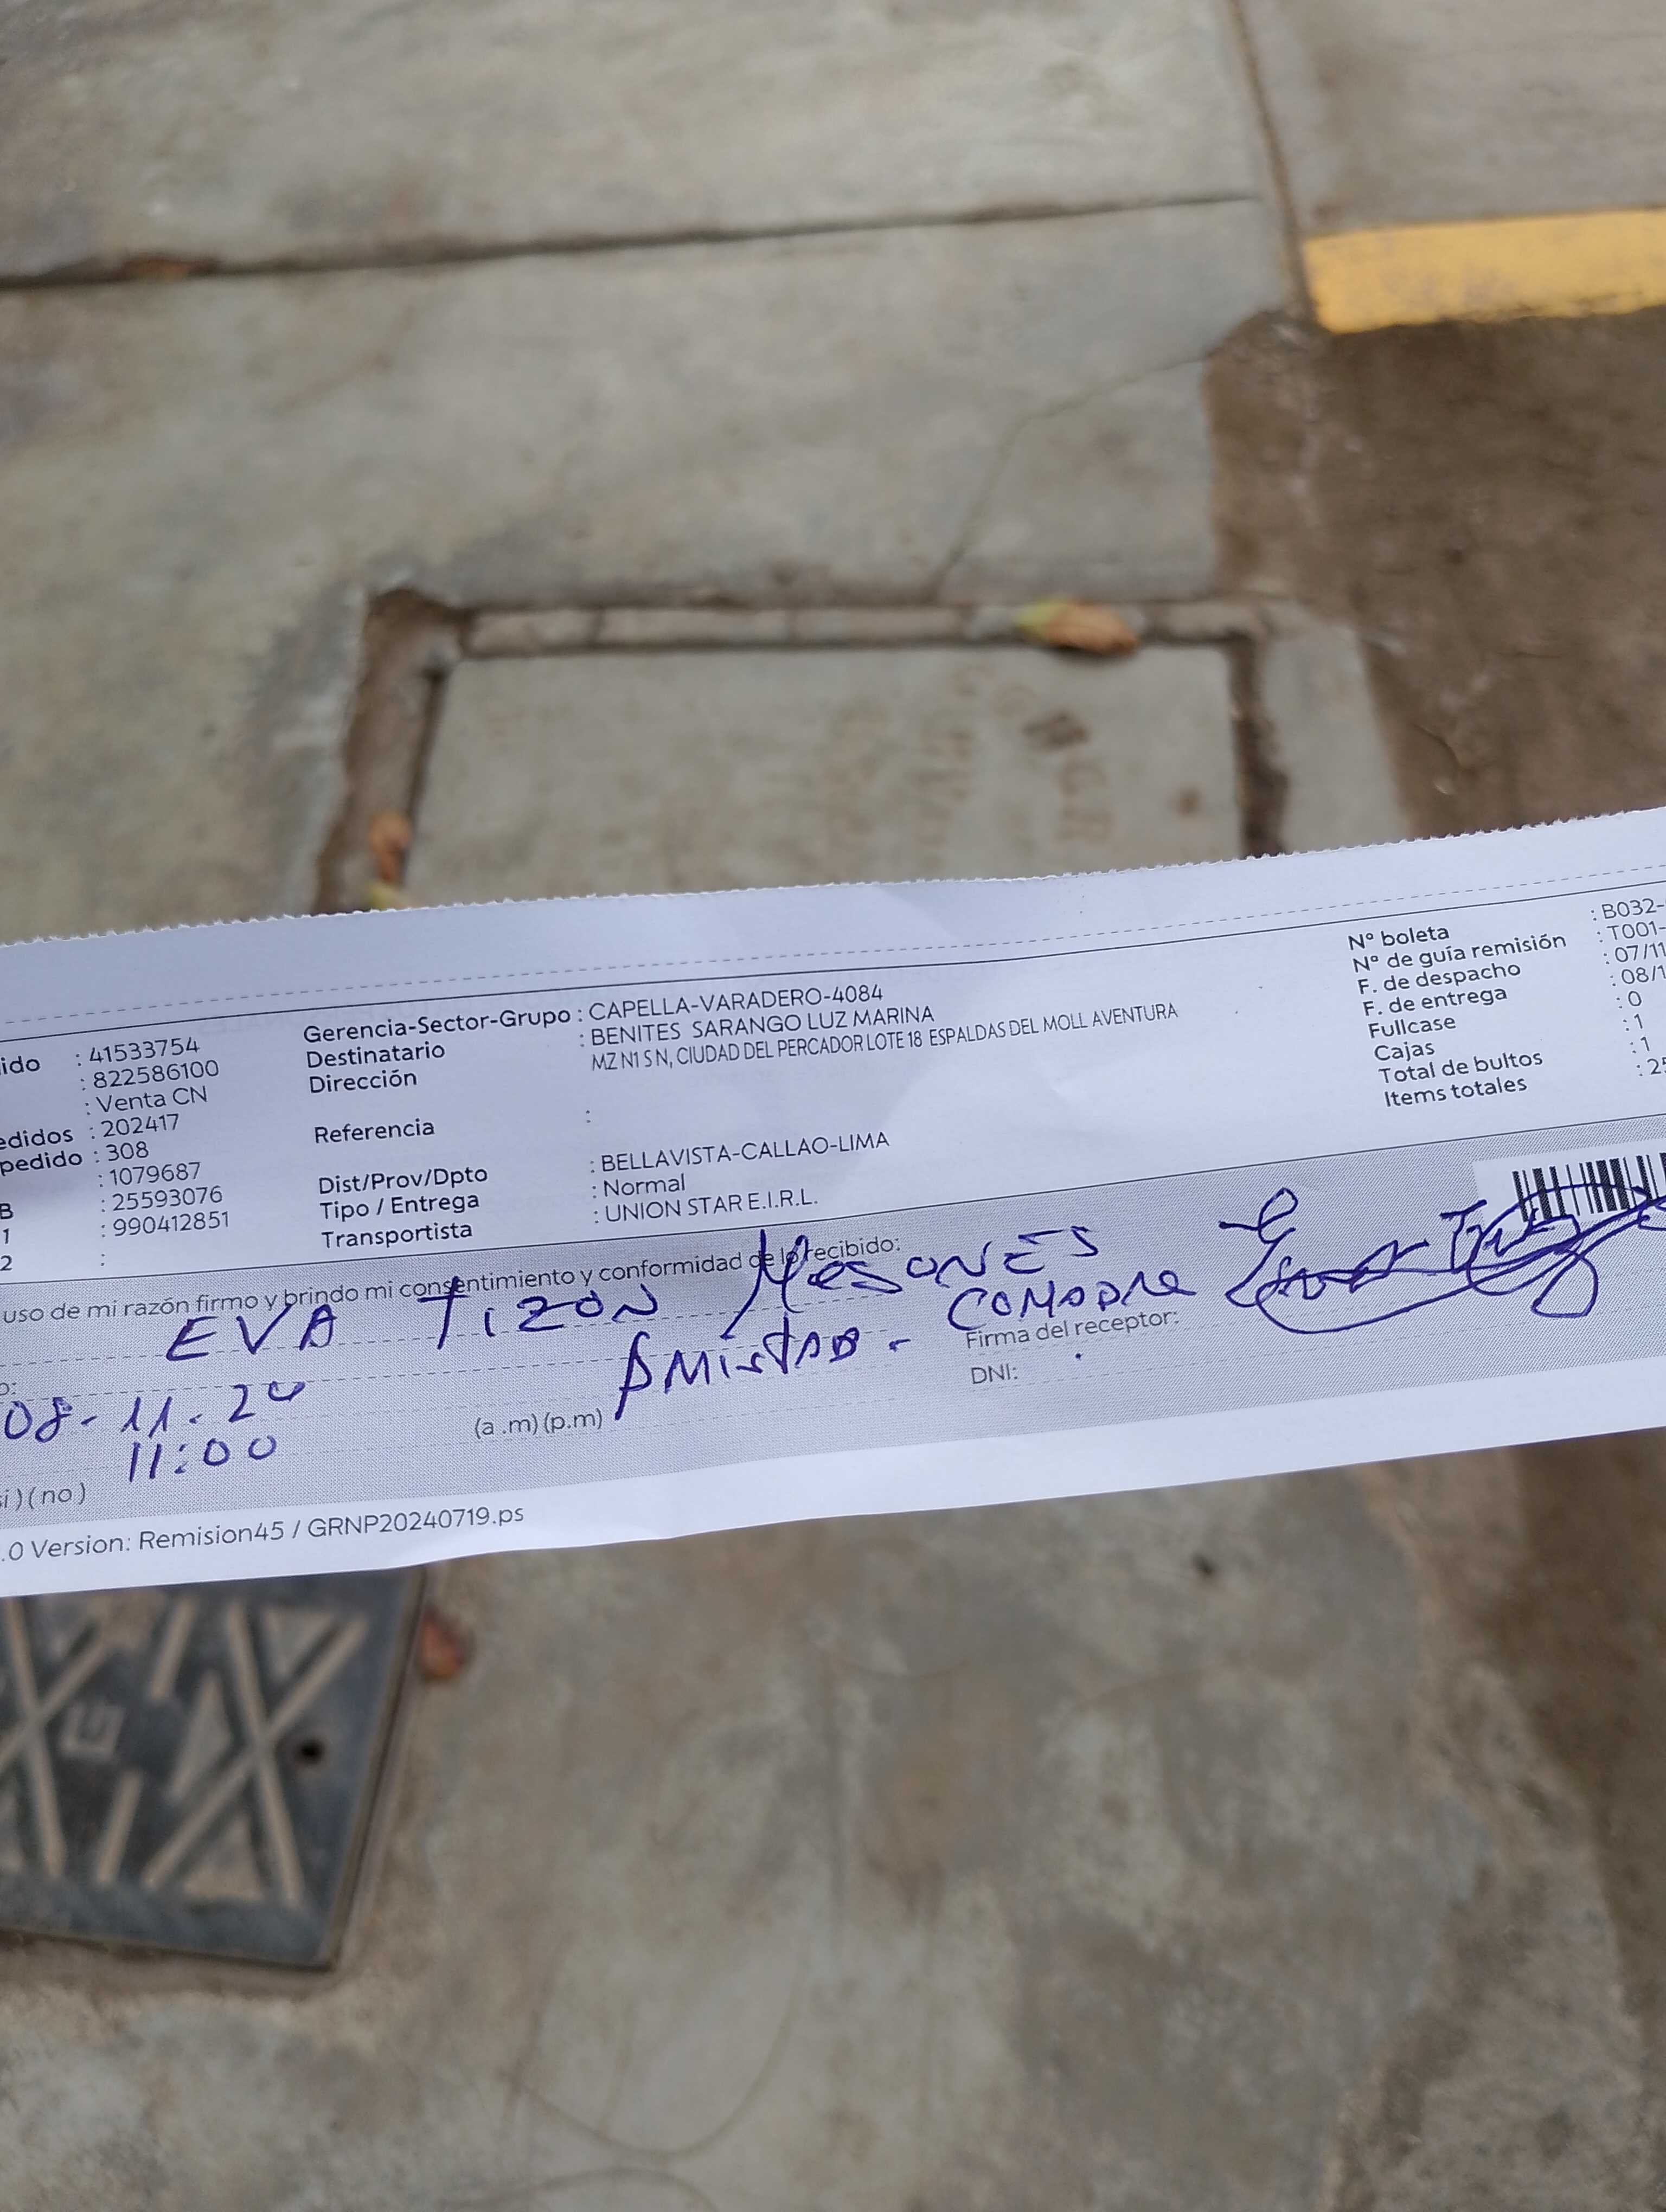 ido : 41533754
: 822586100
: Venta CN
edidos : 202417
pedido : 308
: 1079687
B : 25593076
1 : 990412851
2 :
Gerencia-Sector-Grupo : CAPELLA-VARADERO-4084
Destinatario : BENITES SARANGO LUZ MARINA
Dirección MZ N1 S N, CIUDAD DEL PERCADOR LOTE 18 ESPALDAS DEL MOLL AVENTURA
Referencia :
Dist/Prov/Dpto : BELLAVISTA-CALLAO-LIMA
Tipo / Entrega : Normal
Transportista : UNION STAR E.I.R.L.
Nº boleta : B032-
Nº de guía remisión : T001-
F. de despacho : 07/11
F. de entrega : 08/1
Fullcase : 0
Cajas : 1
Total de bultos : 1
Items totales : 25
uso de mi razón firmo y brindo mi consentimiento y conformidad de lo recibido:
EVA TIZON MESONES
AMISTAD - COMADRE
Firma del receptor:
DNI:
o:
08-11-24
11:00
(a .m) (p.m)
si ) ( no )
.0 Version: Remision45 / GRNP20240719.ps